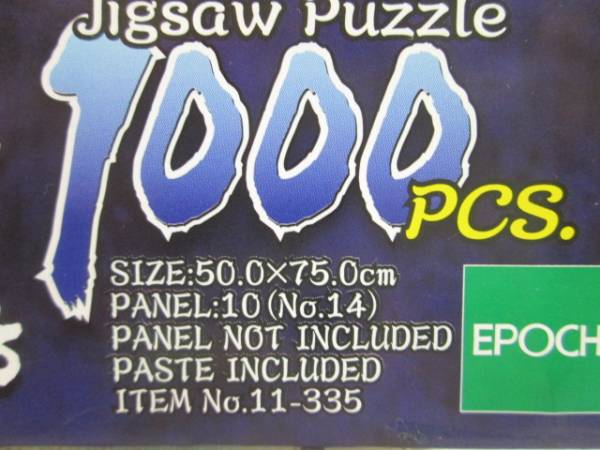 Jigsaw Puzzle
1000
PCS.
SIZE:50.0×75.0cm
PANEL:10 (No.14)
PANEL NOT INCLUDED
PASTE INCLUDED
ITEM No.11-335
EPOCH